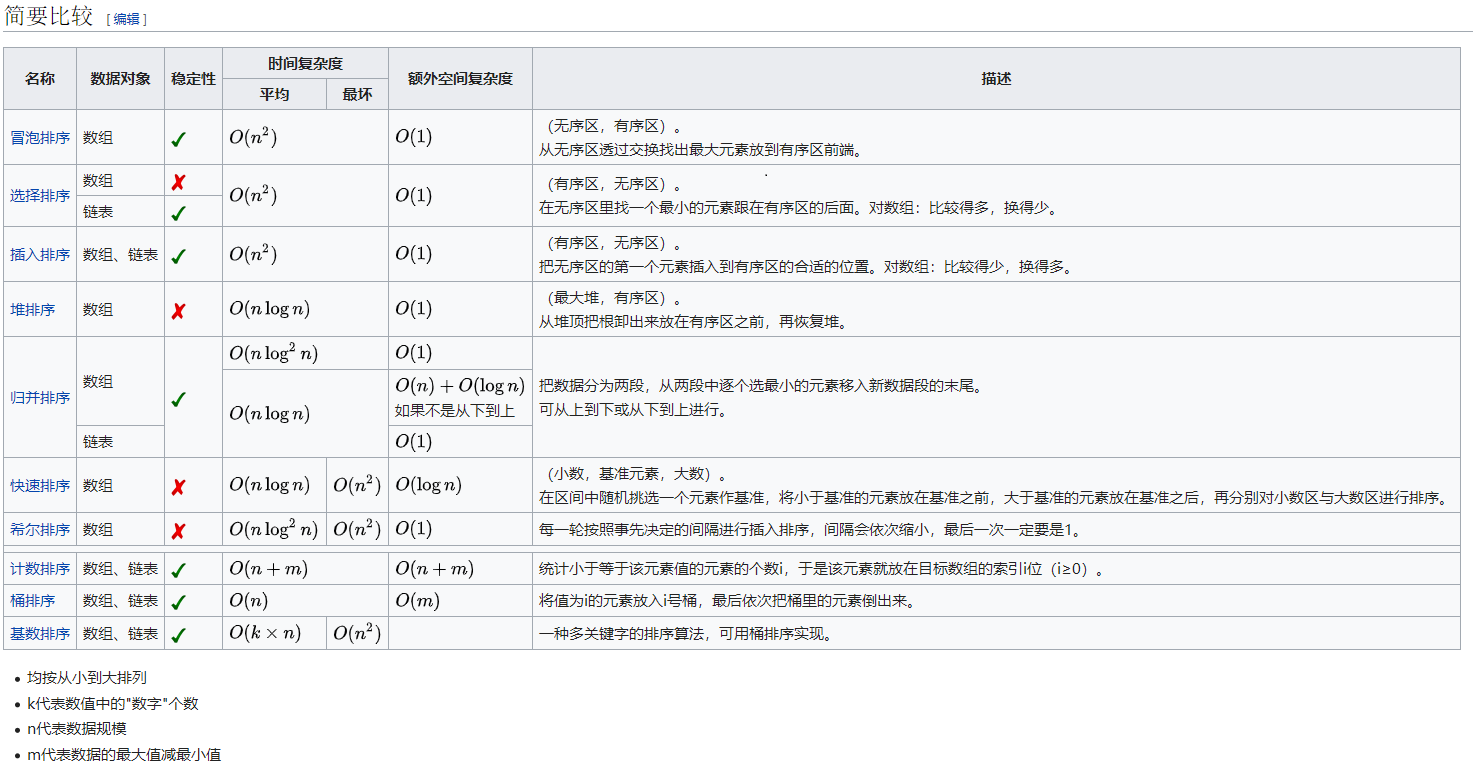 简要比较 [ 编辑 ]
名称 数据对象 稳定性 时间复杂度 额外空间复杂度 描述
平均 最坏
冒泡排序 数组 ✓ O(n²) O(1) （无序区，有序区）。
从无序区透过交换找出最大元素放到有序区前端。
选择排序 数组 ✗ O(n²) O(1) （有序区，无序区）。
链表 ✓ 在无序区里找一个最小的元素跟在有序区的后面。对数组：比较得多，换得少。
插入排序 数组、链表 ✓ O(n²) O(1) （有序区，无序区）。
把无序区的第一个元素插入到有序区的合适的位置。对数组：比较得少，换得多。
堆排序 数组 ✗ O(n log n) O(1) （最大堆，有序区）。
从堆顶把根卸出来放在有序区之前，再恢复堆。
归并排序 数组 ✓ O(n log² n) O(1)
O(n log n) O(n) + O(log n)
如果不是从下到上
把数据分为两段，从两段中逐个选最小的元素移入新数据段的末尾。
可从上到下或从下到上进行。
链表 O(1)
快速排序 数组 ✗ O(n log n) O(n²) O(log n) （小数，基准元素，大数）。
在区间中随机挑选一个元素作基准，将小于基准的元素放在基准之前，大于基准的元素放在基准之后，再分别对小数区与大数区进行排序。
希尔排序 数组 ✗ O(n log² n) O(n²) O(1) 每一轮按照事先决定的间隔进行插入排序，间隔会依次缩小，最后一次一定要是1。
计数排序 数组、链表 ✓ O(n + m) O(n + m) 统计小于等于该元素值的元素的个数i，于是该元素就放在目标数组的索引i位（i≥0）。
桶排序 数组、链表 ✓ O(n) O(m) 将值为i的元素放入i号桶，最后依次把桶里的元素倒出来。
基数排序 数组、链表 ✓ O(k × n) O(n²) 一种多关键字的排序算法，可用桶排序实现。
• 均按从小到大排列
• k代表数值中的"数字"个数
• n代表数据规模
• m代表数据的最大值减最小值